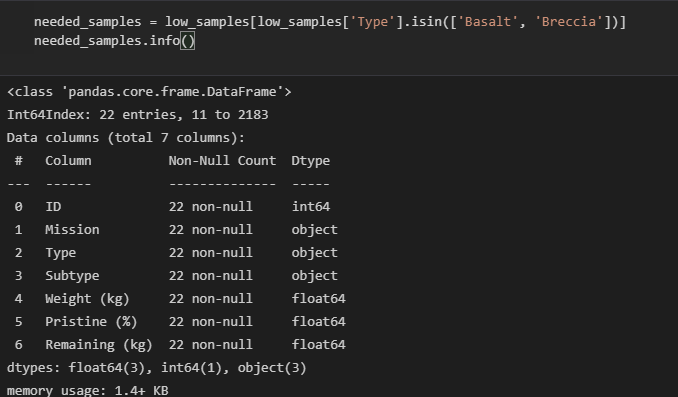 needed_samples = low_samples[low_samples['Type'].isin(['Basalt', 'Breccia'])]
needed_samples.info()
<class 'pandas.core.frame.DataFrame'>
Int64Index: 22 entries, 11 to 2183
Data columns (total 7 columns):
 #   Column          Non-Null Count  Dtype
---  ------          --------------  -----
 0   ID              22 non-null     int64
 1   Mission         22 non-null     object
 2   Type            22 non-null     object
 3   Subtype         22 non-null     object
 4   Weight (kg)     22 non-null     float64
 5   Pristine (%)    22 non-null     float64
 6   Remaining (kg)  22 non-null     float64
dtypes: float64(3), int64(1), object(3)
memory usage: 1.4+ KB